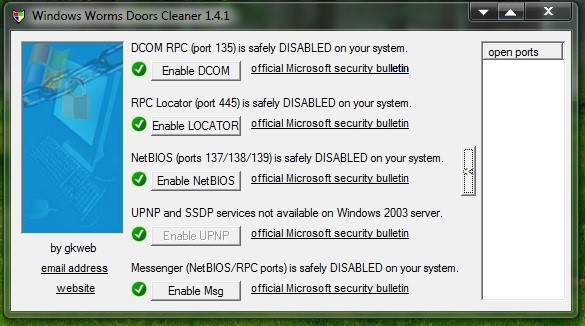 Windows Worms Doors Cleaner 1.4.1
DCOM RPC (port 135) is safely DISABLED on your system.
Enable DCOM official Microsoft security bulletin
RPC Locator (port 445) is safely DISABLED on your system.
Enable LOCATOR official Microsoft security bulletin
NetBIOS (ports 137/138/139) is safely DISABLED on your system.
Enable NetBIOS official Microsoft security bulletin
UPNP and SSDP services not available on Windows 2003 server.
Enable UPNP official Microsoft security bulletin
Messenger (NetBIOS/RPC ports) is safely DISABLED on your system.
Enable Msg official Microsoft security bulletin
by gkweb
email address
website
open ports